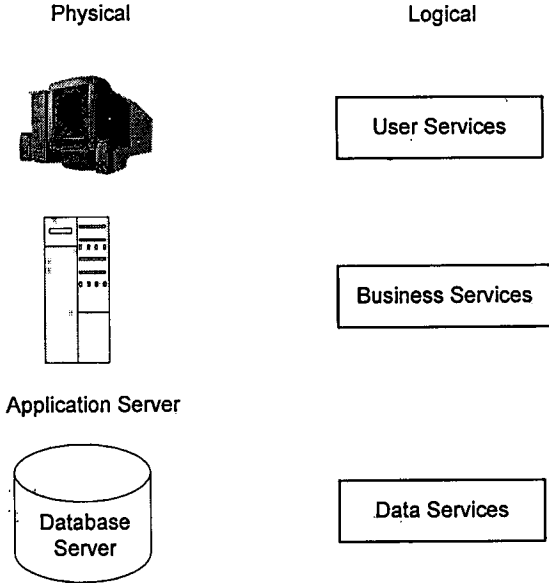 Physical
Logical
User Services
Business Services
Application Server
Database
Server
Data Services